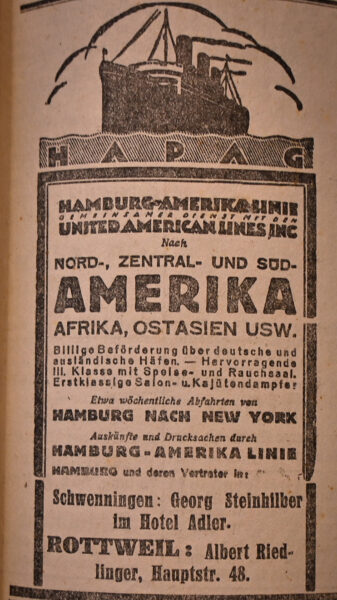 HAPAG
HAMBURG-AMERIKA-LINIE
GEMEINSAMER DIENST MIT DEN
UNITED AMERICAN LINES, INC
Nach
NORD-, ZENTRAL- UND SÜD-
AMERIKA
AFRIKA, OSTASIEN USW.
Billige Beförderung über deutsche und
ausländische Häfen. — Hervorragende
III. Klasse mit Speise- und Rauchsaal.
Erstklassige Salon- u. Kajütendampfer
Etwa wöchentliche Abfahrten von
HAMBURG NACH NEW YORK
Auskünfte und Drucksachen durch
HAMBURG-AMERIKA LINIE
HAMBURG und deren Vertreter in:
Schwenningen: Georg Steinhilber
im Hotel Adler.
ROTTWEIL: Albert Ried-
linger, Hauptstr. 48.